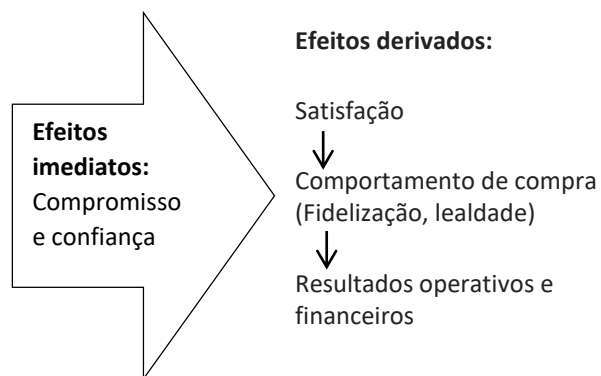 Efeitos
imediatos:
Compromisso
e confiança
Efeitos derivados:
Satisfação
Comportamento de compra
(Fidelização, lealdade)
Resultados operativos e
financeiros